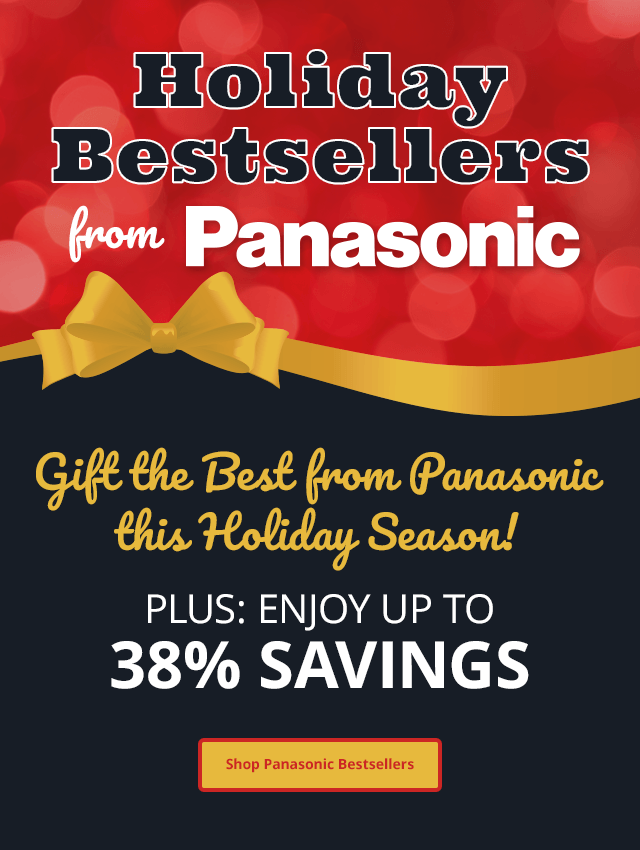 Holiday
Bestsellers
from Panasonic
Gift the Best from Panasonic
this Holiday Season!
PLUS: ENJOY UP TO
38% SAVINGS
Shop Panasonic Bestsellers